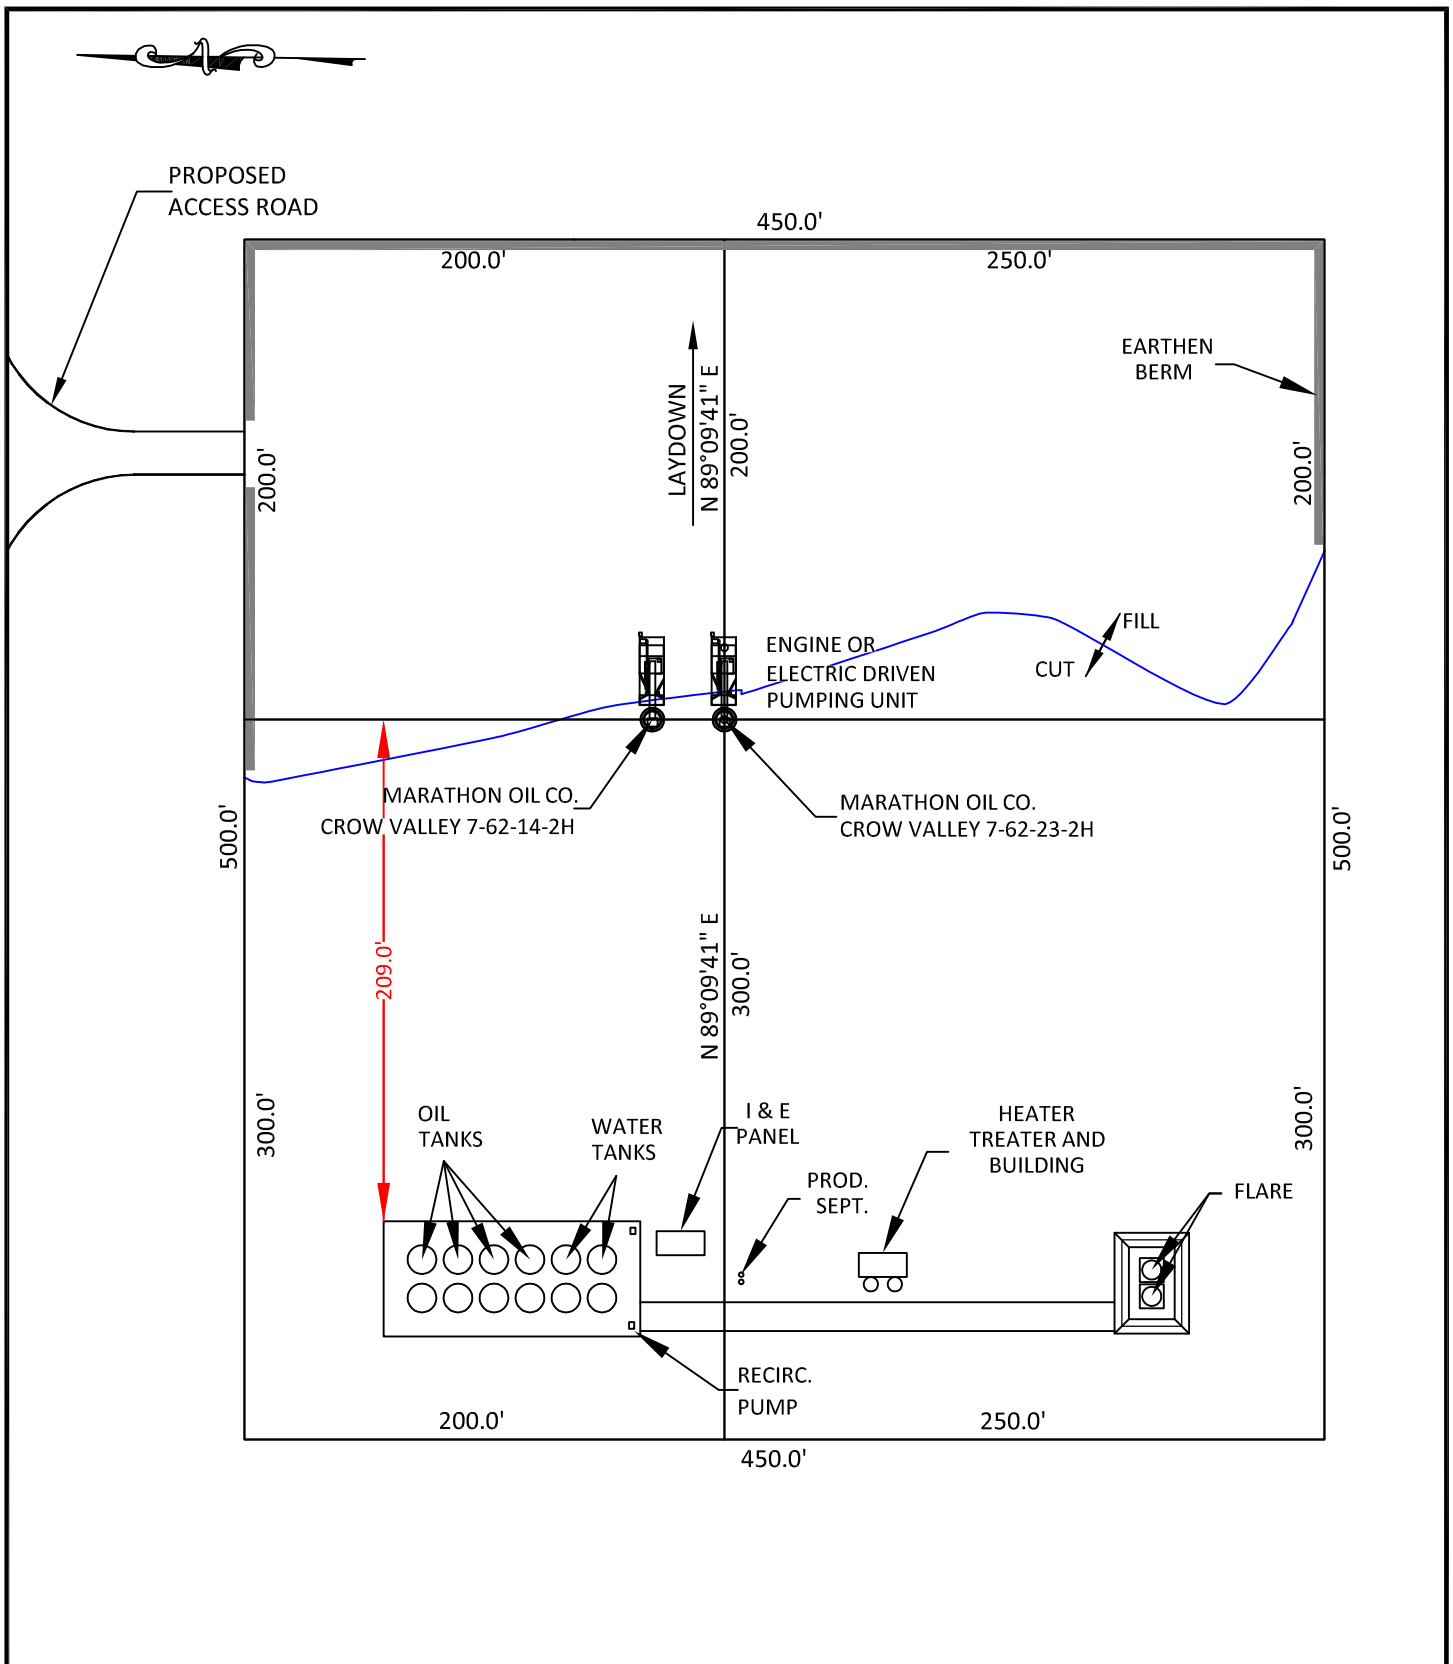 N
PROPOSED
ACCESS ROAD
450.0'
200.0'
250.0'
EARTHEN
BERM
LAYDOWN
N 89°09'41" E
200.0'
200.0'
200.0'
FILL
CUT
ENGINE OR
ELECTRIC DRIVEN
PUMPING UNIT
MARATHON OIL CO.
CROW VALLEY 7-62-14-2H
MARATHON OIL CO.
CROW VALLEY 7-62-23-2H
500.0'
500.0'
209.0'
N 89°09'41" E
300.0'
300.0'
300.0'
OIL
TANKS
WATER
TANKS
I & E
PANEL
HEATER
TREATER AND
BUILDING
PROD.
SEPT.
FLARE
RECIRC.
PUMP
200.0'
250.0'
450.0'